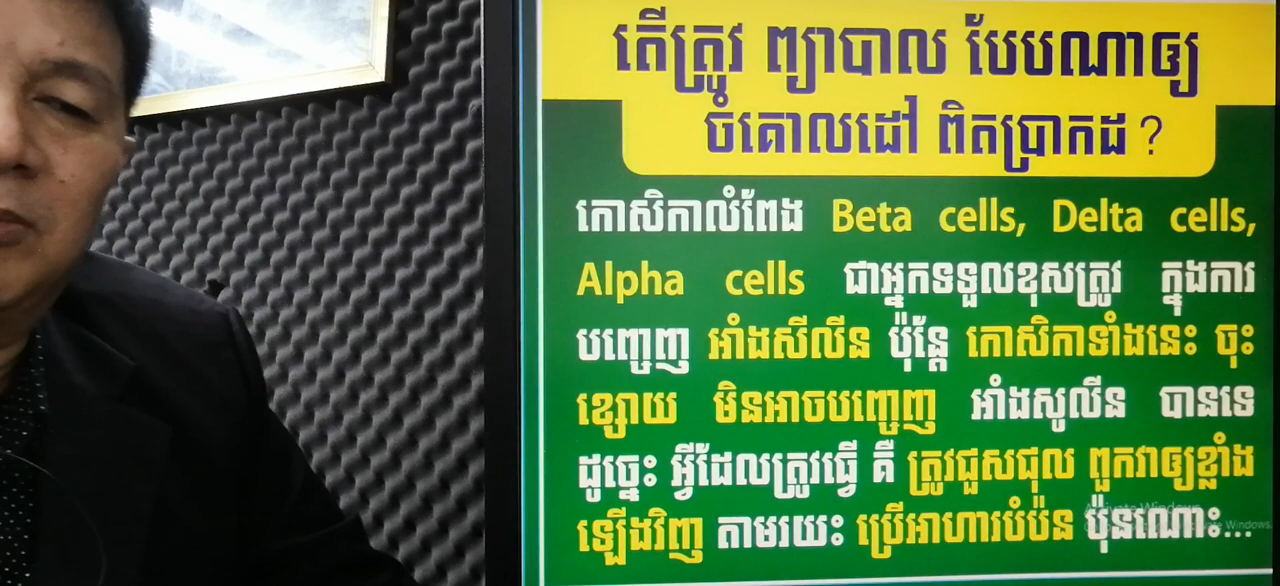 តើត្រូវ ព្យាបាល បែបណាឲ្យ
ចំគោលដៅ ពិតប្រាកដ ?
កោសិកាលំពែង Beta cells, Delta cells,
Alpha cells ជាអ្នកទទួលខុសត្រូវ ក្នុងការ
បញ្ចេញ អាំងសីលីន ប៉ុន្តែ កោសិកាទាំងនេះ ចុះ
ខ្សោយ មិនអាចបញ្ចេញ អាំងសូលីន បានទេ
ដូច្នេះ អ្វីដែលត្រូវធ្វើ គឺ ត្រូវជួសជុល ពួកវាឲ្យខ្លាំង
ឡើងវិញ តាមរយះ ប្រើអាហារបំប៉ន ប៉ុនណោះ...
Activate Windows